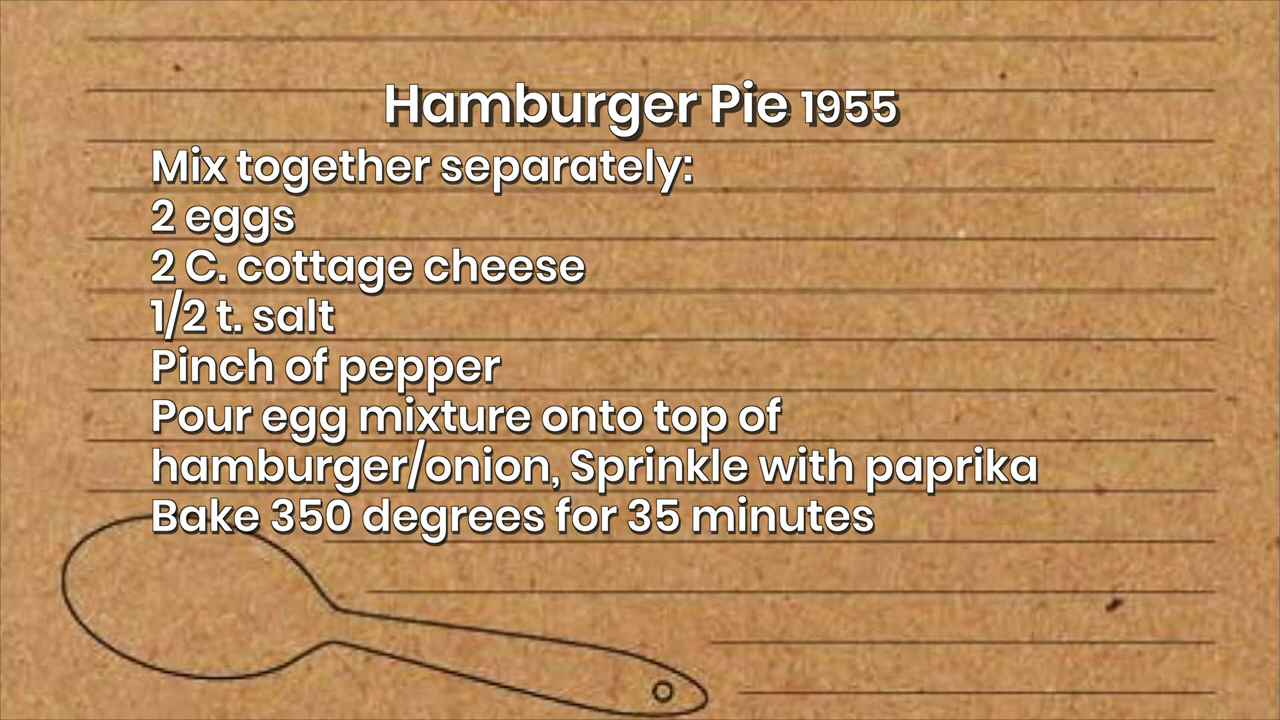 Hamburger Pie 1955
Mix together separately:
2 eggs
2 C. cottage cheese
1/2 t. salt
Pinch of pepper
Pour egg mixture onto top of
hamburger/onion, Sprinkle with paprika
Bake 350 degrees for 35 minutes